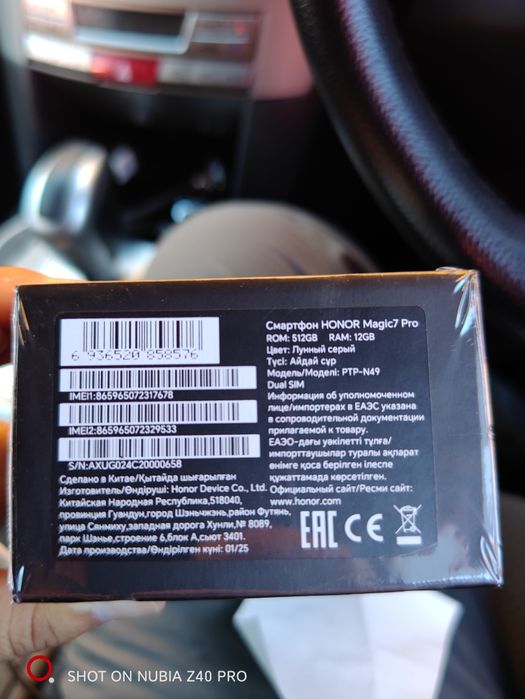 6 936520 858576
IMEI1:865965072317678
IMEI2:865965072329533
S/N:AXUG024C20000658
Сделано в Китае/Қытайда шығарылған
Изготовитель/Өндіруші: Honor Device Co., Ltd.
Китайская Народная Республика,518040,
провинция Гуандун,город Шэньчжэнь,район Футянь,
улица Сянмиху,западная дорога Хунли,№ 8089,
парк Шэнье,строение 6,блок А,сьют 3401.
Дата производства/Өндірілген күні: 01/25
Смартфон HONOR Magic7 Pro
ROM: 512GB RAM: 12GB
Цвет: Лунный серый
Түсі: Айдай сұр
Модель/Моделі: PTP-N49
Dual SIM
Информация об уполномоченном
лице/импортерах в ЕАЭС указана
в сопроводительной документации
прилагаемой к товару.
ЕАЭО-дағы уәкілетті тұлға/
импорттаушылар туралы ақпарат
өнімге қоса берілген ілеспе
құжаттамада көрсетілген.
Официальный сайт/Ресми сайт:
www.honor.com
EAC CE
SHOT ON NUBIA Z40 PRO